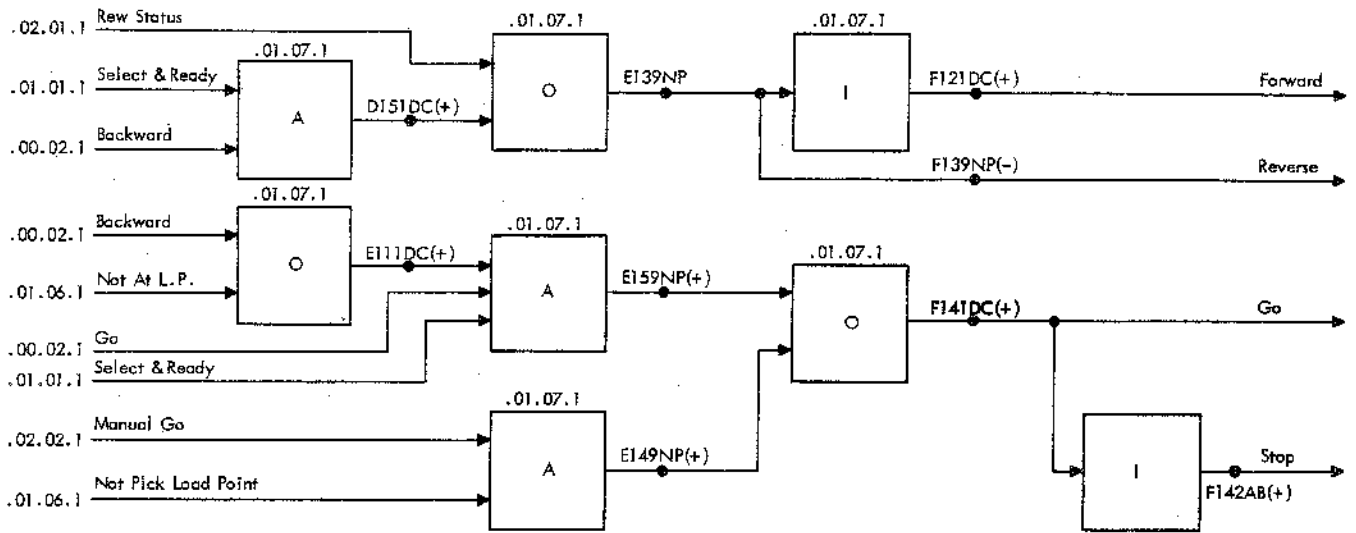 .02.01.1 Rew Status
.01.07.1
.01.07.1
.01.07.1
.01.01.1 Select & Ready
A
D151DC(+)
O
E139NP
I
F121DC(+)
Forward
.00.02.1 Backward
F139NP(-)
Reverse
.01.07.1
.01.07.1
.00.02.1 Backward
O
E111DC(+)
.01.07.1
.01.06.1 Not At L.P.
A
E159NP(+)
O
F141DC(+)
Go
.00.02.1 Go
.01.01.1 Select & Ready
.01.07.1
.02.02.1 Manual Go
A
E149NP(+)
I
Stop
F142AB(+)
.01.06.1 Not Pick Load Point